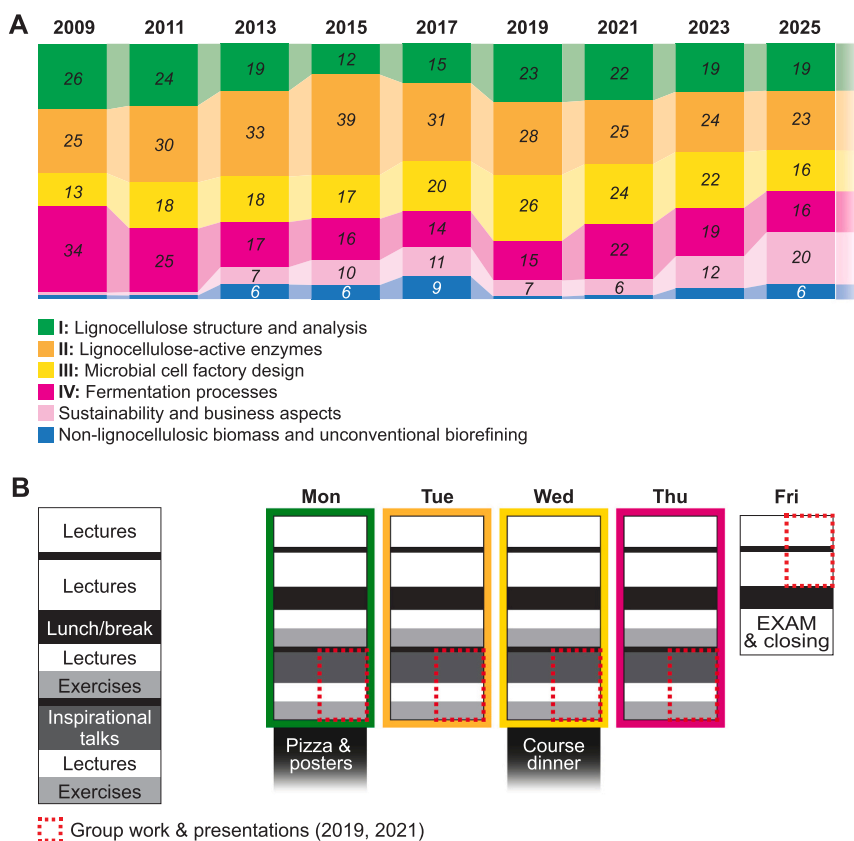 A
2009 2011 2013 2015 2017 2019 2021 2023 2025
26 24 19 12 15 23 22 19 19
25 30 33 39 31 28 25 24 23
13 18 18 17 20 26 24 22 16
34 25 17 16 14 15 22 19 16
7 10 11 7 6 12 20
6 6 9 6
I: Lignocellulose structure and analysis
II: Lignocellulose-active enzymes
III: Microbial cell factory design
IV: Fermentation processes
Sustainability and business aspects
Non-lignocellulosic biomass and unconventional biorefining
B
Mon Tue Wed Thu Fri
Lectures
Lectures
Lunch/break
Lectures
Exercises
Inspirational
talks
Lectures
Exercises
EXAM
& closing
Pizza &
posters
Course
dinner
Group work & presentations (2019, 2021)